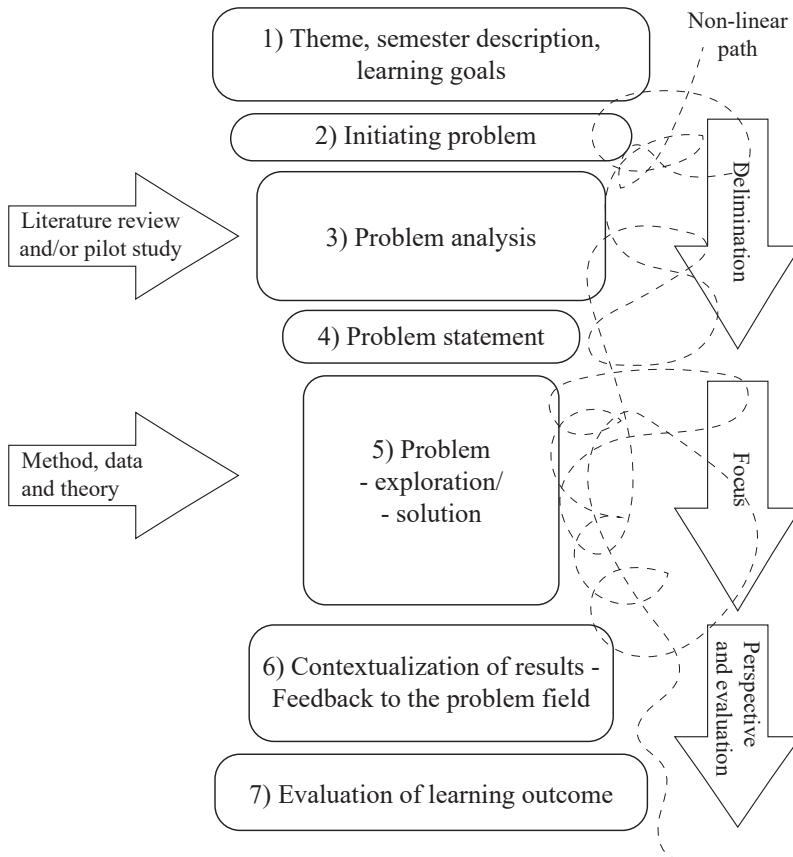 1) Theme, semester description,
learning goals
Non-linear
path
2) Initiating problem
Delimination
Literature review
and/or pilot study
3) Problem analysis
4) Problem statement
Method, data
and theory
5) Problem
- exploration/
- solution
Focus
6) Contextualization of results -
Feedback to the problem field
Perspective
and evaluation
7) Evaluation of learning outcome